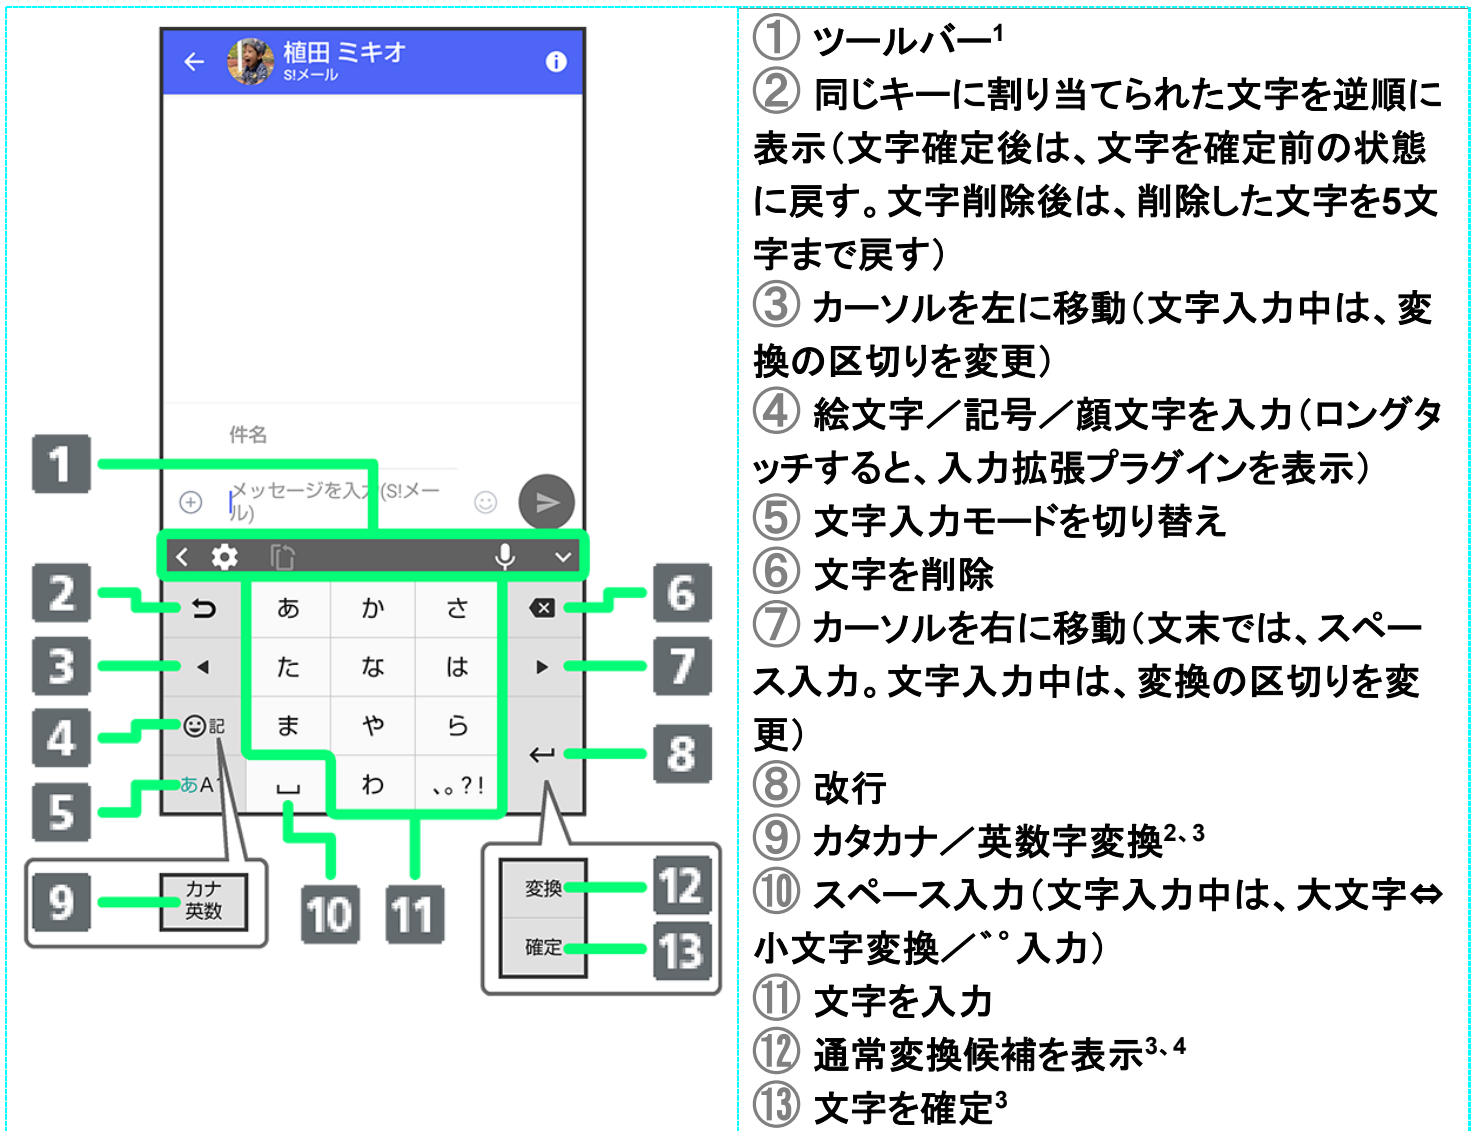 植田 ミキオ
S!メール
件名
メッセージを入力(S!メー
ル)
1
2
3
4
5
6
7
8
9
10
11
12
13
あ か さ
た な は
記 ま や ら
あA わ 、。?!
カナ
英数
変換
確定
① ツールバー¹
② 同じキーに割り当てられた文字を逆順に
表示（文字確定後は、文字を確定前の状態
に戻す。文字削除後は、削除した文字を5文
字まで戻す）
③ カーソルを左に移動（文字入力中は、変
換の区切りを変更）
④ 絵文字／記号／顔文字を入力（ロングタ
ッチすると、入力拡張プラグインを表示）
⑤ 文字入力モードを切り替え
⑥ 文字を削除
⑦ カーソルを右に移動（文末では、スペー
ス入力。文字入力中は、変換の区切りを変
更）
⑧ 改行
⑨ カタカナ／英数字変換²、³
⑩ スペース入力（文字入力中は、大文字⇔
小文字変換／゛゜入力）
⑪ 文字を入力
⑫ 通常変換候補を表示³、⁴
⑬ 文字を確定³